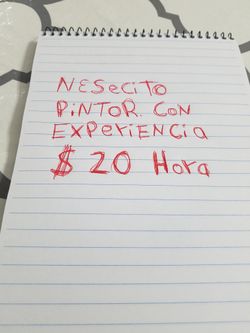 NESeCiTO
PiNTOR. CON
EXPeRiENCia
$ 20 Hora